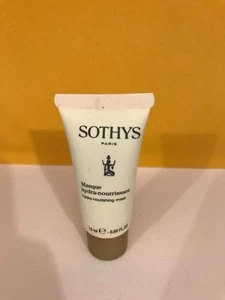 SOTHYS
PARIS
Masque
hydra-nourrissant
Hydra-nourishing mask
15 ml ℮ 0.50 FL.OZ